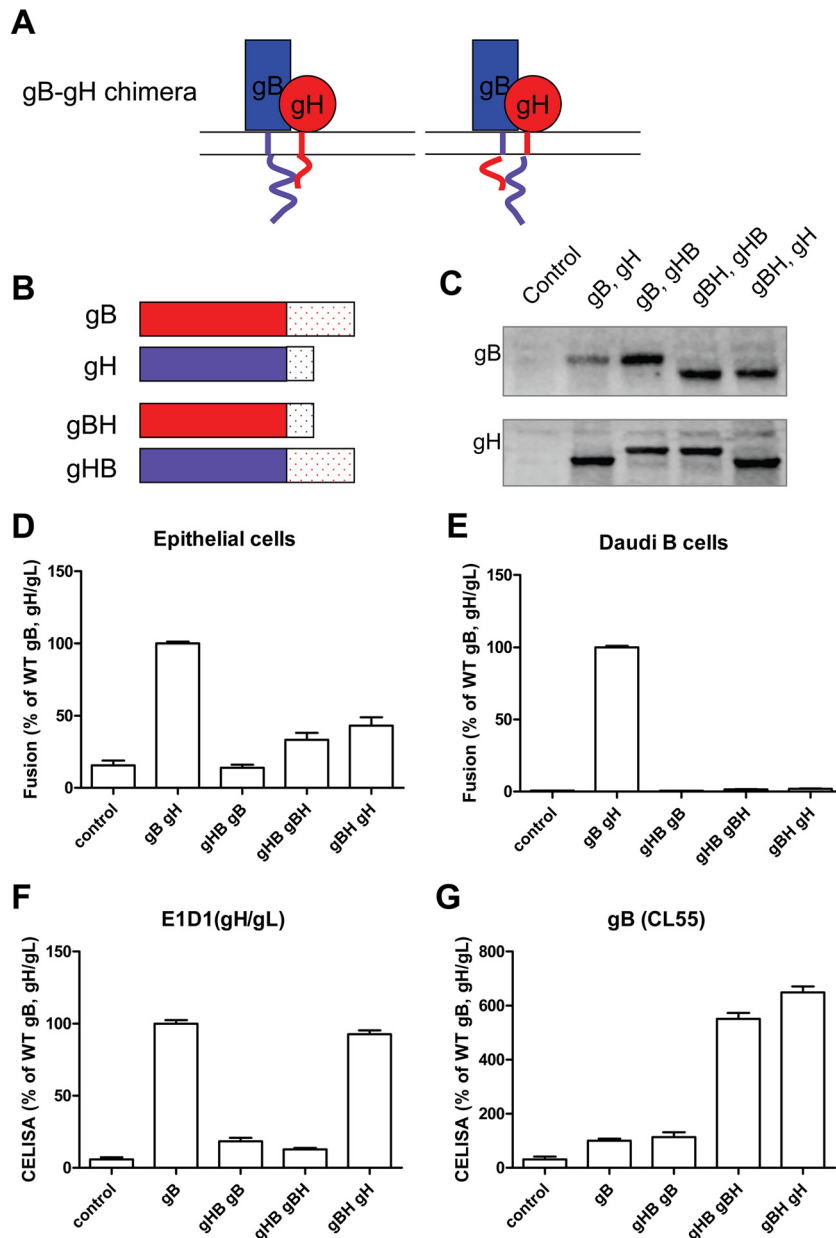 A
gB-gH chimera
gB
gH
gB
gH
B
gB
gH
gBH
gHB
C
Control
gB, gH
gB, gHB
gBH, gHB
gBH, gH
gB
gH
D
Epithelial cells
Fusion (% of WT gB, gH/gL)
150
100
50
0
control
gB gH
gHB gB
gHB gBH
gBH gH
E
Daudi B cells
Fusion (% of WT gB, gH/gL)
150
100
50
0
control
gB gH
gHB gB
gHB gBH
gBH gH
F
E1D1(gH/gL)
CELISA (% of WT gB, gH/gL)
150
100
50
0
control
gB
gHB gB
gHB gBH
gBH gH
G
gB (CL55)
CELISA (% of WT gB, gH/gL)
800
600
400
200
0
control
gB
gHB gB
gHB gBH
gBH gH